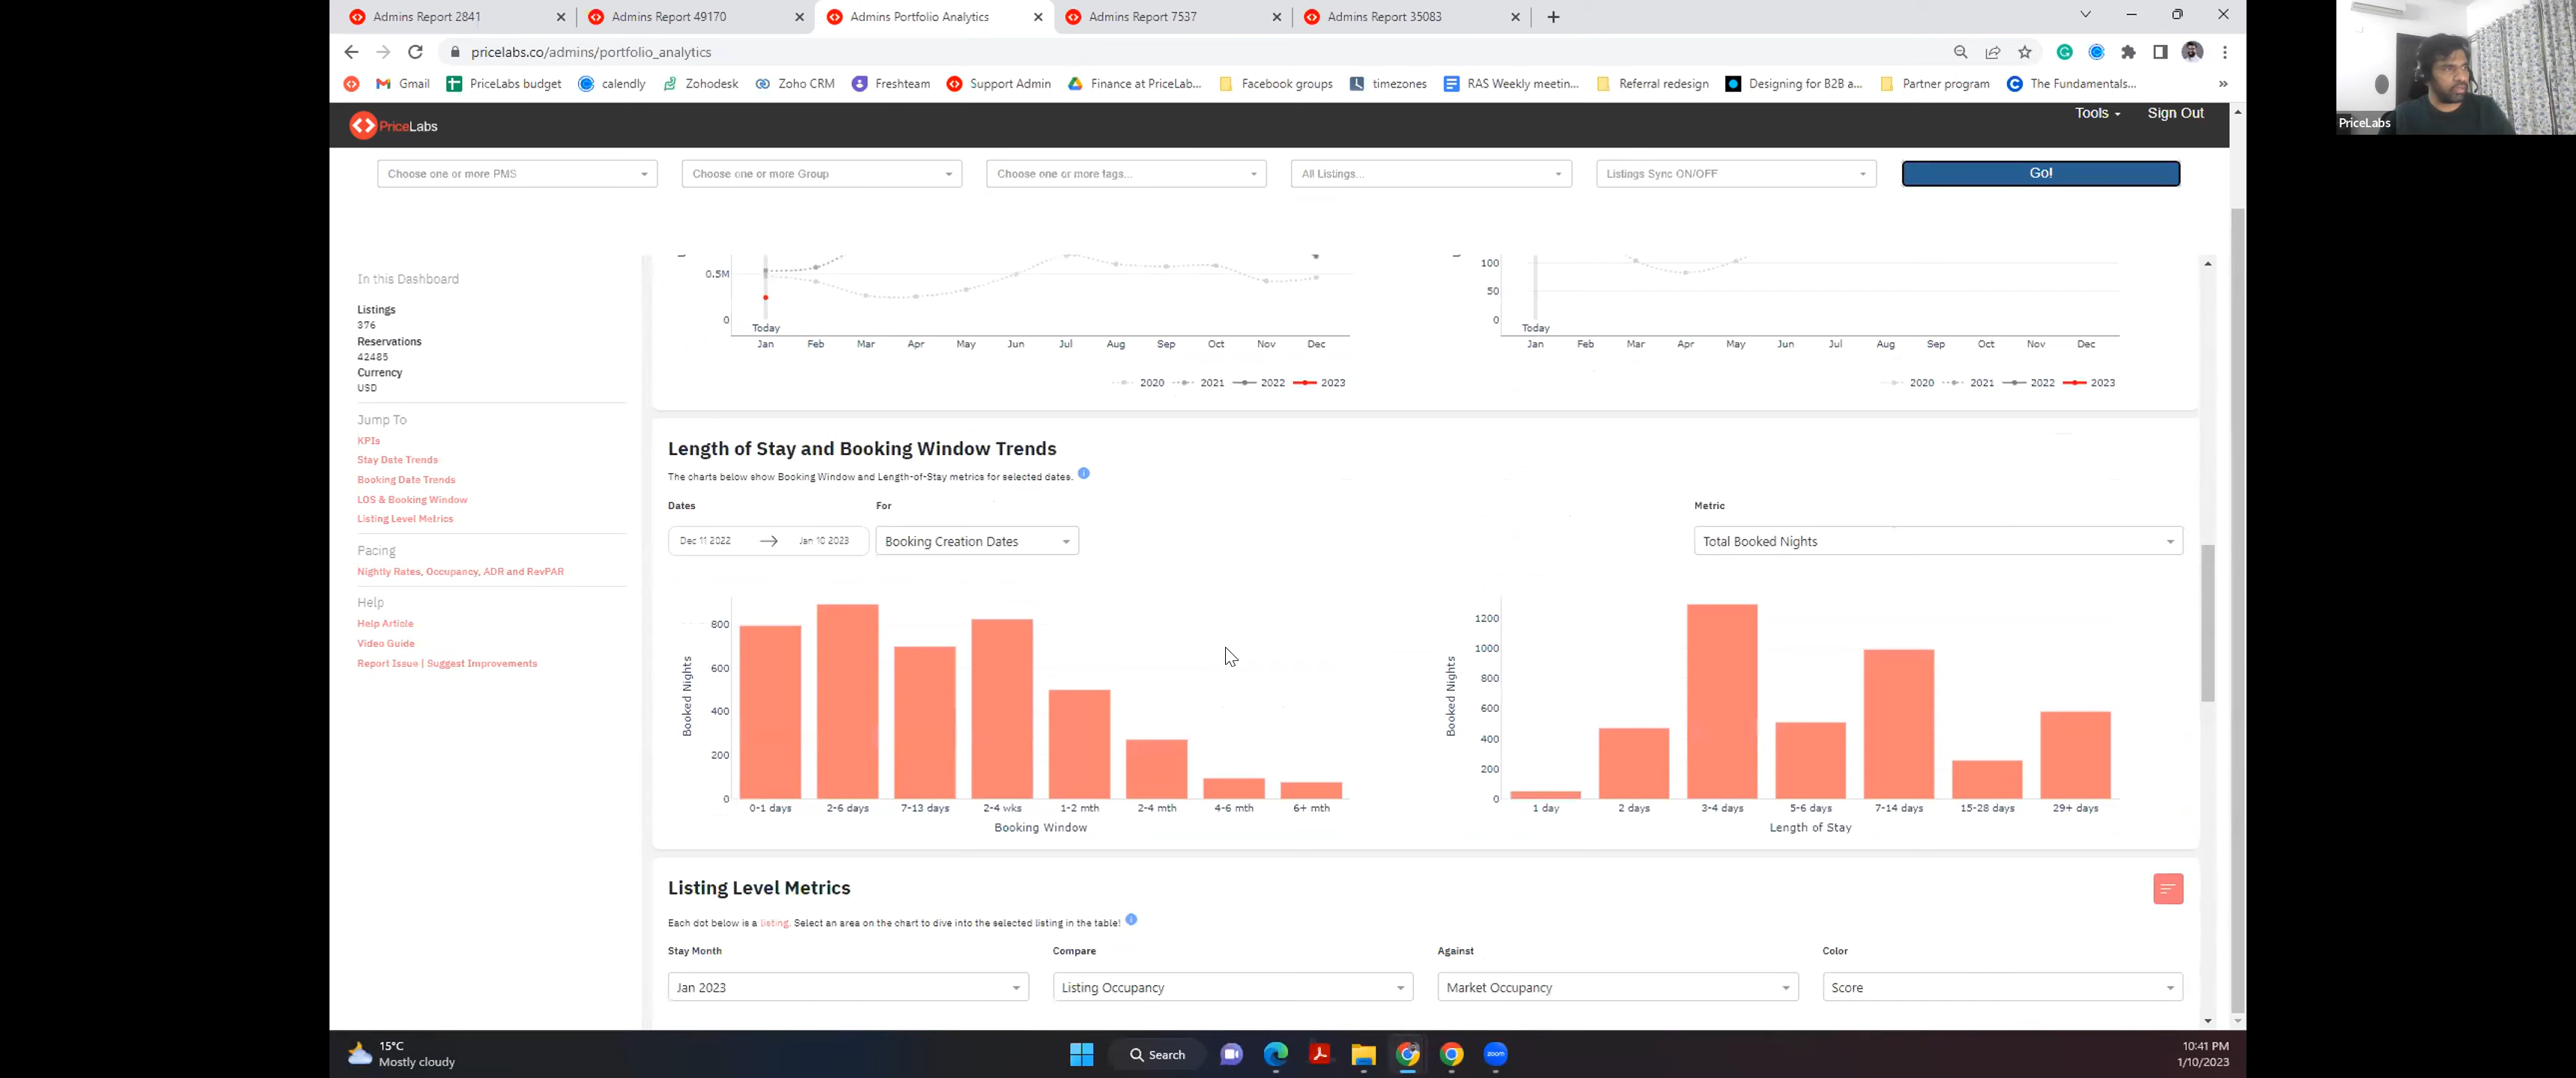 Admins Report 2841
Admins Report 49170
Admins Portfolio Analytics
Admins Report 7537
Admins Report 35083
pricelabs.co/admins/portfolio_analytics
Gmail
PriceLabs budget
calendly
Zohodesk
Zoho CRM
Freshteam
Support Admin
Finance at PriceLab...
Facebook groups
timezones
RAS Weekly meetin...
Referral redesign
Designing for B2B a...
Partner program
The Fundamentals...
PriceLabs
PriceLabs
Tools
Sign Out
Choose one or more PMS
Choose one or more Group
Choose one or more tags...
All Listings...
Listings Sync ON/OFF
Go!
In this Dashboard
Listings
376
Reservations
42485
Currency
USD
Jump To
KPIs
Stay Date Trends
Booking Date Trends
LOS & Booking Window
Listing Level Metrics
Pacing
Nightly Rates, Occupancy, ADR and RevPAR
Help
Help Article
Video Guide
Report Issue | Suggest Improvements
0.5M
0
Today
Jan Feb Mar Apr May Jun Jul Aug Sep Oct Nov Dec
2020 2021 2022 2023
100
50
0
Today
Jan Feb Mar Apr May Jun Jul Aug Sep Oct Nov Dec
2020 2021 2022 2023
Length of Stay and Booking Window Trends
The charts below show Booking Window and Length-of-Stay metrics for selected dates.
Dates
For
Metric
Dec 11 2022
Jan 10 2023
Booking Creation Dates
Total Booked Nights
Booked Nights
800
600
400
200
0
0-1 days 2-6 days 7-13 days 2-4 wks 1-2 mth 2-4 mth 4-6 mth 6+ mth
Booking Window
Booked Nights
1200
1000
800
600
400
200
0
1 day 2 days 3-4 days 5-6 days 7-14 days 15-28 days 29+ days
Length of Stay
Listing Level Metrics
Each dot below is a listing. Select an area on the chart to dive into the selected listing in the table!
Stay Month
Compare
Against
Color
Jan 2023
Listing Occupancy
Market Occupancy
Score
15°C
Mostly cloudy
Search
zoom
10:41 PM
1/10/2023